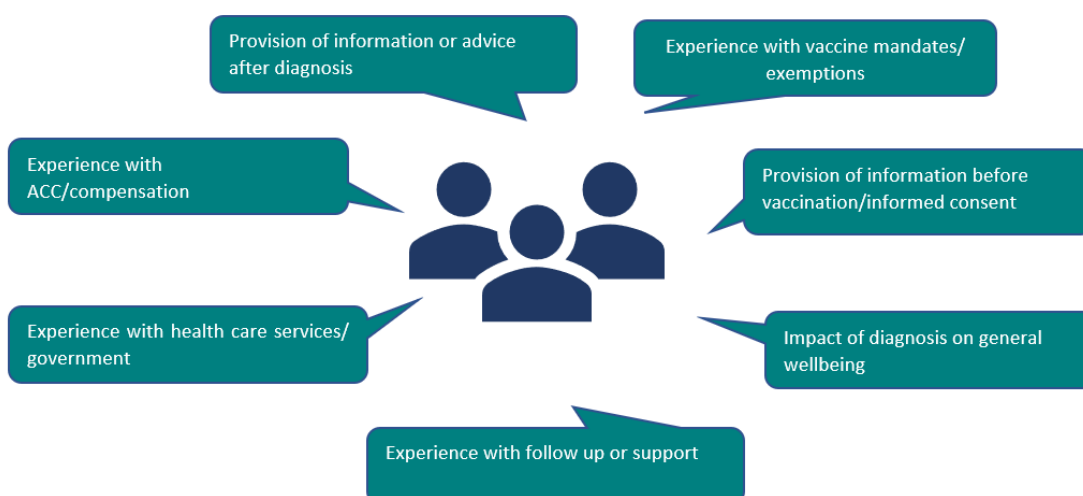 Provision of information or advice
after diagnosis
Experience with vaccine mandates/
exemptions
Experience with
ACC/compensation
Provision of information before
vaccination/informed consent
Experience with health care services/
government
Impact of diagnosis on general
wellbeing
Experience with follow up or support